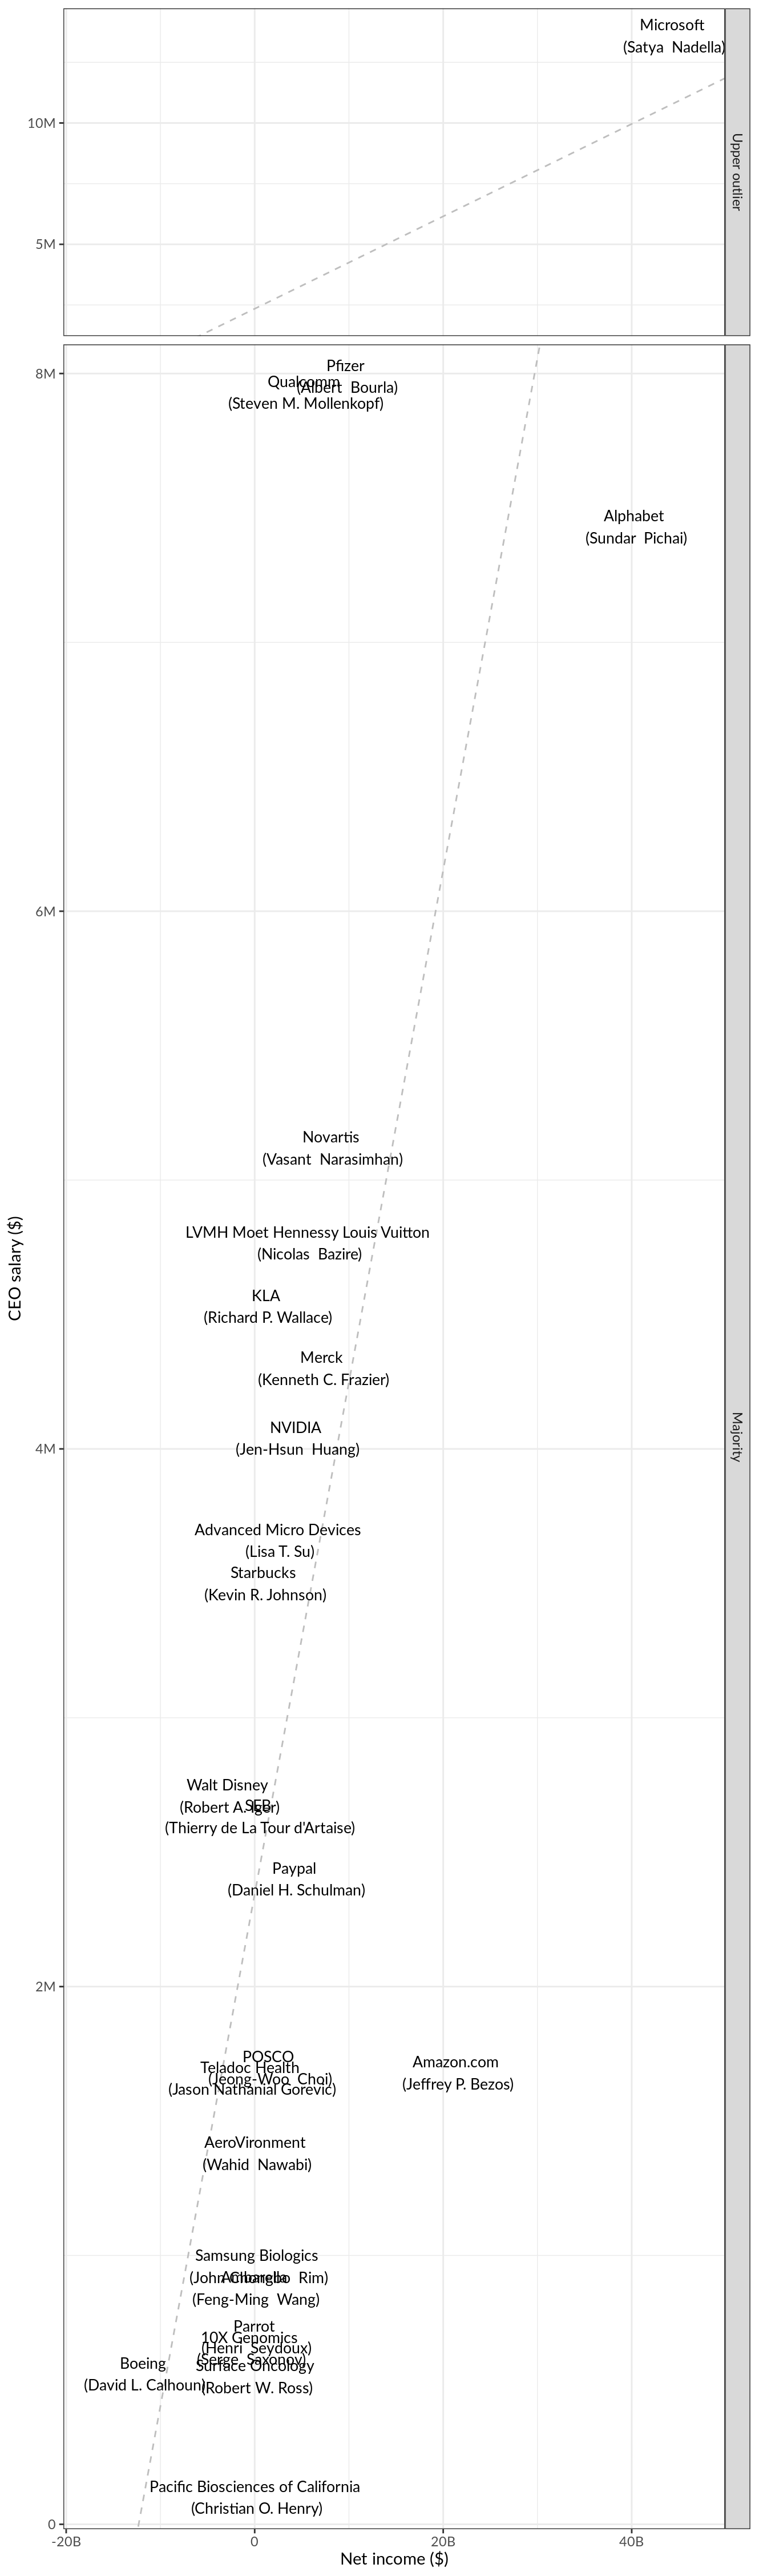 Microsoft
(Satya Nadella)
10M
5M
Upper outlier
Pfizer
(Albert Bourla)
Qualcomm
(Steven M. Mollenkopf)
8M
Alphabet
(Sundar Pichai)
6M
Novartis
(Vasant Narasimhan)
LVMH Moet Hennessy Louis Vuitton
(Nicolas Bazire)
KLA
(Richard P. Wallace)
Merck
(Kenneth C. Frazier)
NVIDIA
(Jen-Hsun Huang)
4M
Majority
CEO salary ($)
Advanced Micro Devices
(Lisa T. Su)
Starbucks
(Kevin R. Johnson)
Walt Disney
(Robert A. Iger)
SEB
(Thierry de La Tour d'Artaise)
Paypal
(Daniel H. Schulman)
2M
POSCO
(Jeong-Woo Choi)
Teladoc Health
(Jason Nathanial Gorevic)
Amazon.com
(Jeffrey P. Bezos)
AeroVironment
(Wahid Nawabi)
Samsung Biologics
(John Chongbo Rim)
Ambarella
(Feng-Ming Wang)
Parrot
(Henri Seydoux)
10X Genomics
(Serge Saxonov)
Surface Oncology
(Robert W. Ross)
Boeing
(David L. Calhoun)
Pacific Biosciences of California
(Christian O. Henry)
0
-20B
0
20B
40B
Net income ($)